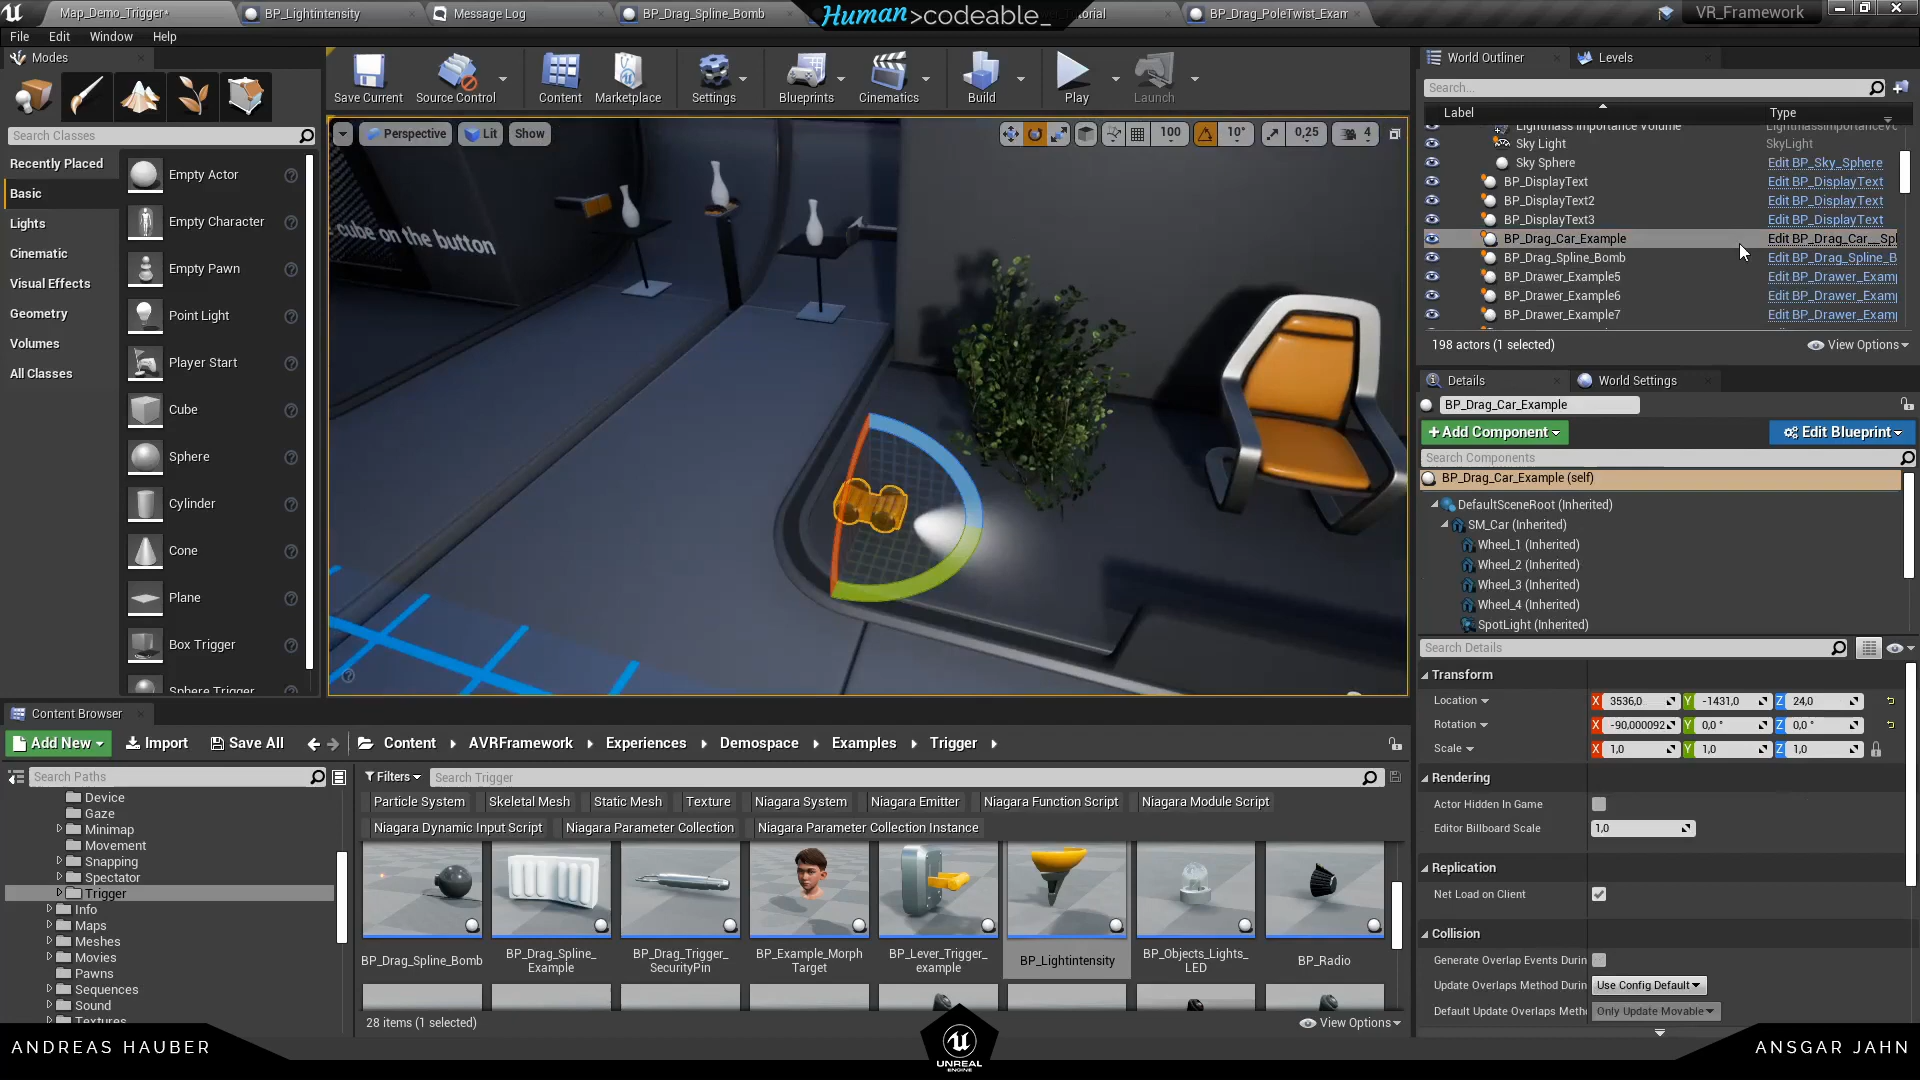 Map_Demo_Trigger*
BP_Lightintensity
Message Log
BP_Drag_Spline_Bomb
Human>codeable_
BP_Drag_PoleTwist_Exam
VR_Framework
File Edit Window Help
Modes
Search Classes
Recently Placed
Basic
Lights
Cinematic
Visual Effects
Geometry
Volumes
All Classes
Empty Actor
Empty Character
Empty Pawn
Point Light
Player Start
Cube
Sphere
Cylinder
Cone
Plane
Box Trigger
Sphere Trigger
Save Current
Source Control
Content
Marketplace
Settings
Blueprints
Cinematics
Build
Play
Launch
Perspective
Lit
Show
100
10°
0,25
4
cube on the button
World Outliner
Levels
Search...
Label Type
Lightmass Importance Volume
Sky Light SkyLight
Sky Sphere Edit BP_Sky_Sphere
BP_DisplayText Edit BP_DisplayText
BP_DisplayText2 Edit BP_DisplayText
BP_DisplayText3 Edit BP_DisplayText
BP_Drag_Car_Example Edit BP_Drag_Car__Spl
BP_Drag_Spline_Bomb Edit BP_Drag_Spline_B
BP_Drawer_Example5 Edit BP_Drawer_Exam
BP_Drawer_Example6 Edit BP_Drawer_Exam
BP_Drawer_Example7 Edit BP_Drawer_Exam
198 actors (1 selected)
View Options
Details
World Settings
BP_Drag_Car_Example
+Add Component
Edit Blueprint
Search Components
BP_Drag_Car_Example (self)
DefaultSceneRoot (Inherited)
SM_Car (Inherited)
Wheel_1 (Inherited)
Wheel_2 (Inherited)
Wheel_3 (Inherited)
Wheel_4 (Inherited)
SpotLight (Inherited)
Search Details
Transform
Location X 3536,0 Y -1431,0 Z 24,0
Rotation X -90,000092 Y 0,0 ° Z 0,0 °
Scale X 1,0 Y 1,0 Z 1,0
Rendering
Actor Hidden In Game
Editor Billboard Scale 1,0
Replication
Net Load on Client
Collision
Generate Overlap Events Durin
Update Overlaps Method Durin Use Config Default
Default Update Overlaps Metho Only Update Movable
Content Browser
Add New Import Save All Content AVRFramework Experiences Demospace Examples Trigger
Search Paths
Device
Gaze
Minimap
Movement
Snapping
Spectator
Trigger
Info
Maps
Meshes
Movies
Pawns
Sequences
Sound
Textures
Filters
Search Trigger
Particle System Skeletal Mesh Static Mesh Texture Niagara System Niagara Emitter Niagara Function Script Niagara Module Script
Niagara Dynamic Input Script Niagara Parameter Collection Niagara Parameter Collection Instance
BP_Drag_Spline_Bomb
BP_Drag_Spline_
Example
BP_Drag_Trigger_
SecurityPin
BP_Example_Morph
Target
BP_Lever_Trigger_
example
BP_Lightintensity
BP_Objects_Lights_
LED
BP_Radio
28 items (1 selected)
View Options
ANDREAS HAUBER
UNREAL
ENGINE
ANSGAR JAHN